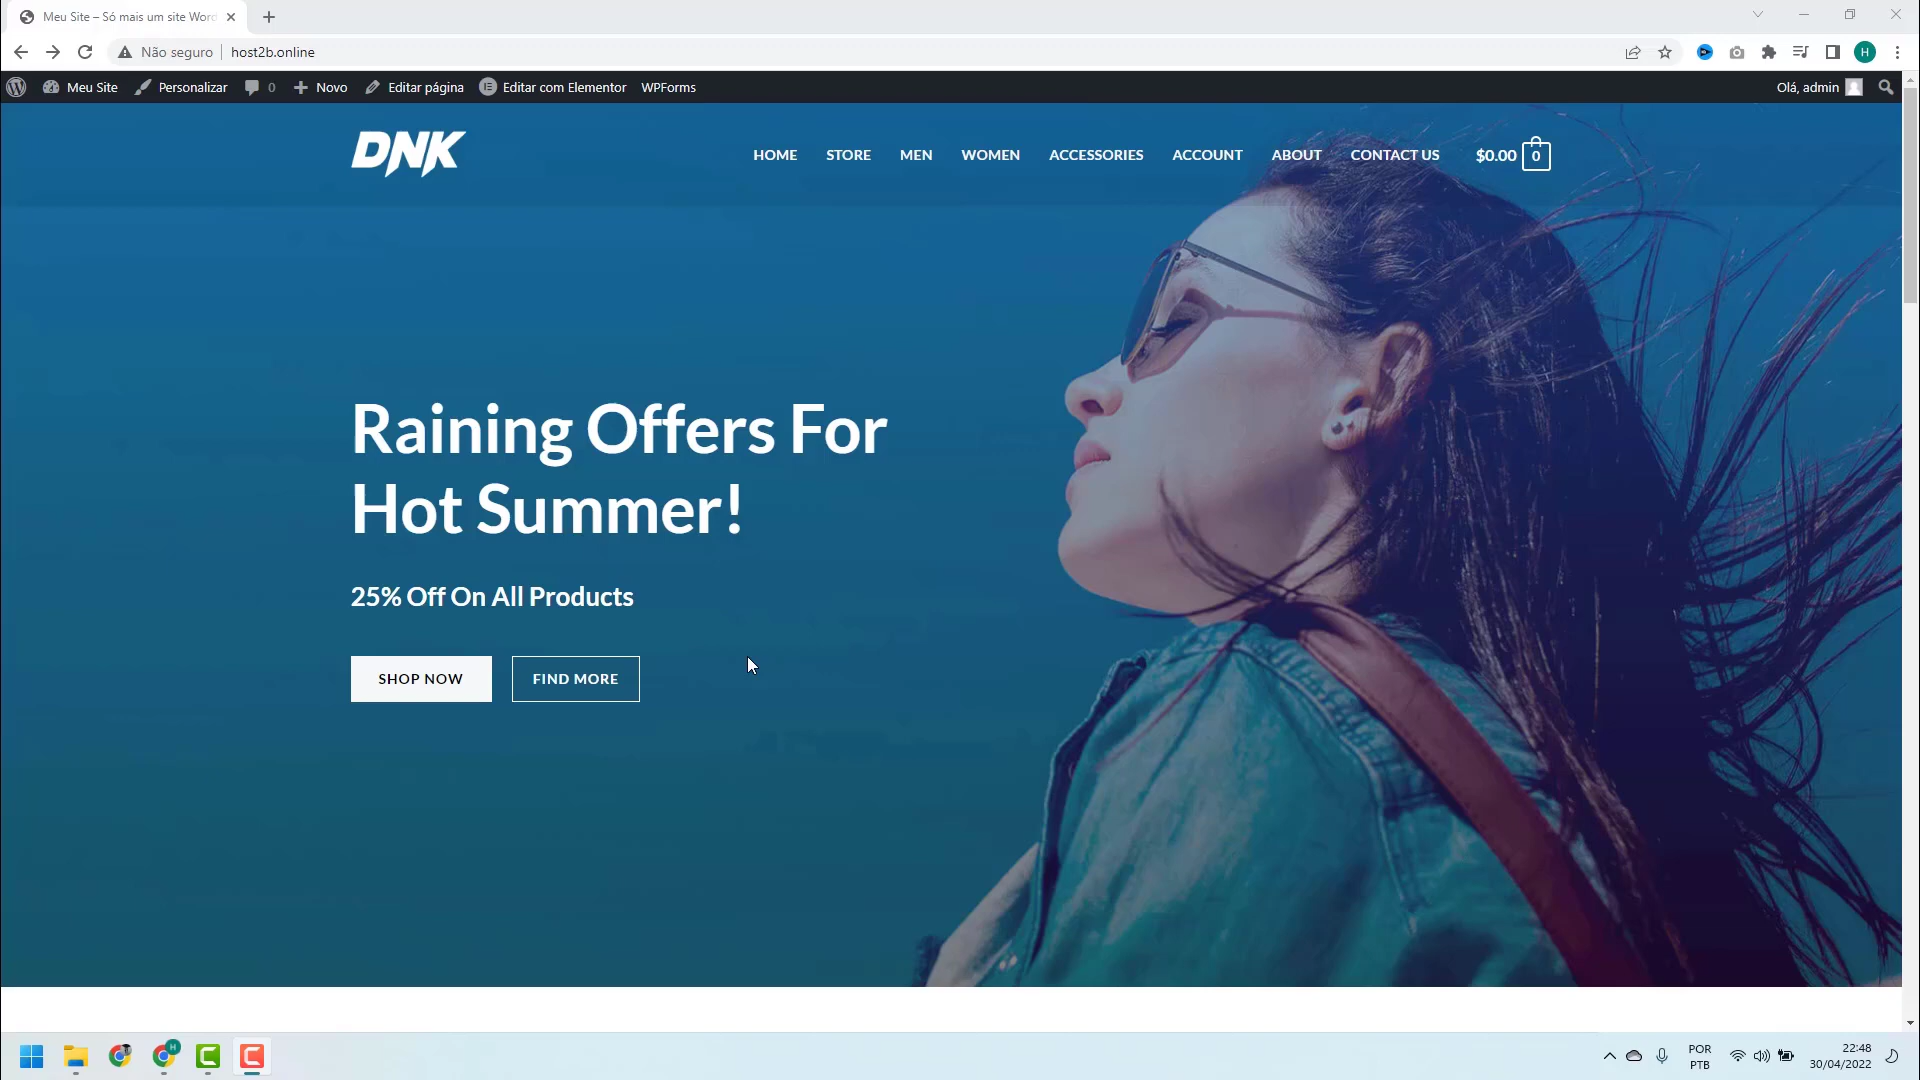 Meu Site – Só mais um site Word
Não seguro
host2b.online
Meu Site
Personalizar
0
Novo
Editar página
Editar com Elementor
WPForms
Olá, admin
H
DNK
HOME
STORE
MEN
WOMEN
ACCESSORIES
ACCOUNT
ABOUT
CONTACT US
$0.00
0
Raining Offers For
Hot Summer!
25% Off On All Products
SHOP NOW
FIND MORE
H
POR
PTB
22:48
30/04/2022